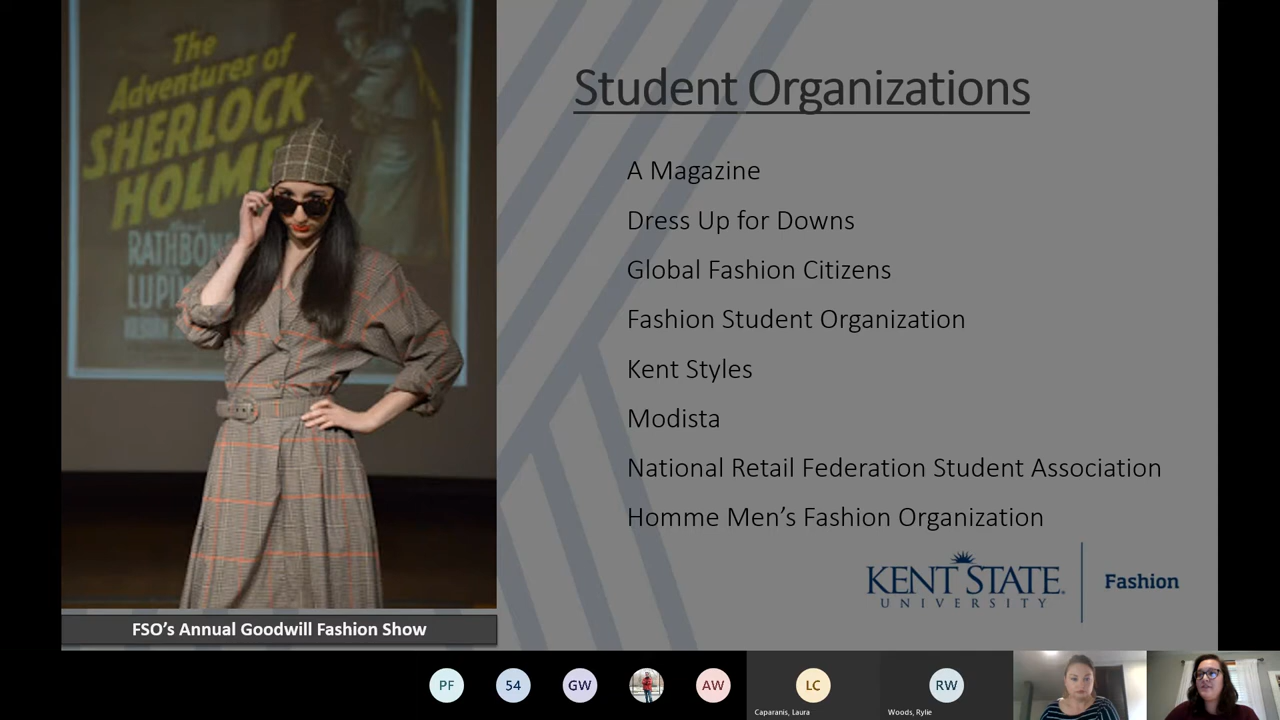 The
Adventures of
SHERLOCK
HOLME
RATHBON
LUPI
FSO's Annual Goodwill Fashion Show
Student Organizations
A Magazine
Dress Up for Downs
Global Fashion Citizens
Fashion Student Organization
Kent Styles
Modista
National Retail Federation Student Association
Homme Men's Fashion Organization
KENT STATE
UNIVERSITY
Fashion
PF
54
GW
AW
LC
Caparanis, Laura
RW
Woods, Rylie